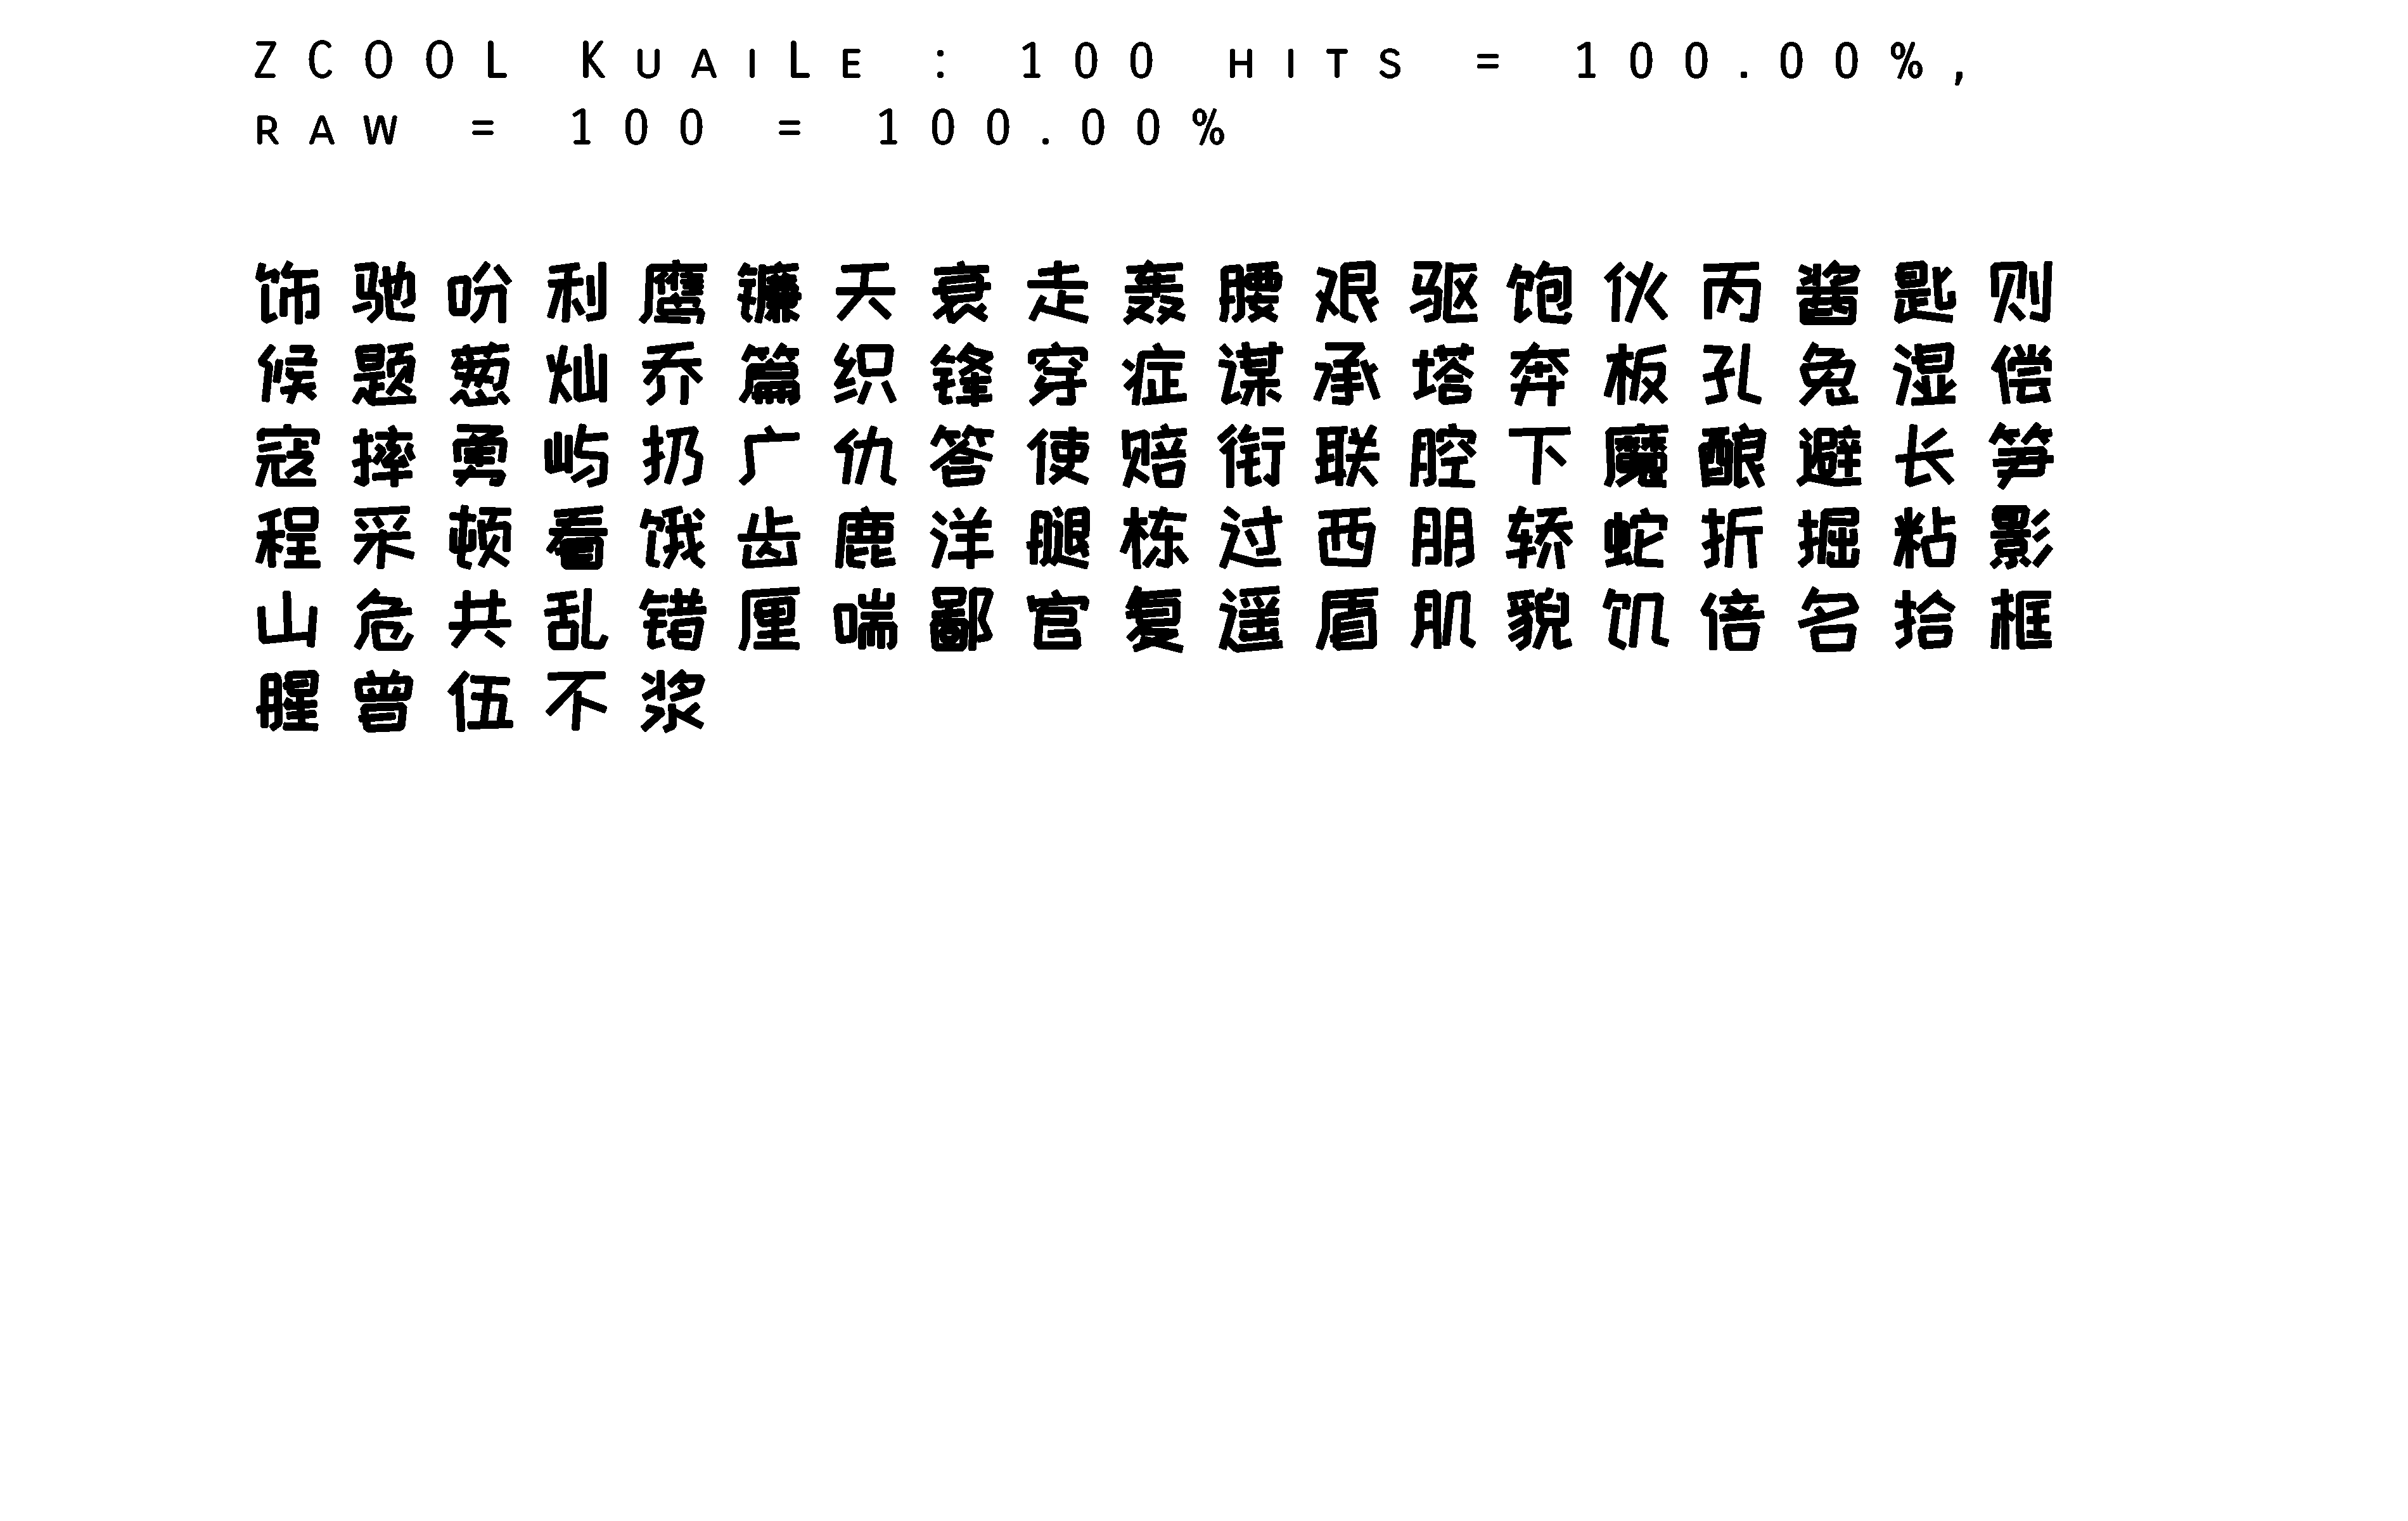 ZCOOL KUAILE : 100 HITS = 100.00%,
RAW = 100 = 100.00%
饰驰吩利鹰镰天衰走轰腰艰驱饱伙丙酱匙则
候题葱灿乔篇织锋穿症谋承塔奔板孔兔湿偿
寇摔勇屿扔广仇答使赔衔联腔下魔酿避长笋
程采顿看饿齿鹿洋腿栋过西朋轿蛇折掘粘影
山危共乱错厘喘鄙官复遥盾肌貌饥倍名拾框
腥曾伍不浆